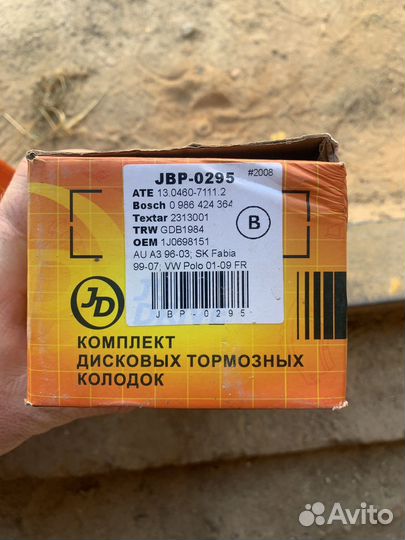 JBP-0295 #2008
ATE 13.0460-7111.2
Bosch 0 986 424 364
Textar 2313001
TRW GDB1984
OEM 1J0698151
AU A3 96-03; SK Fabia
99-07; VW Polo 01-09 FR
B
JBP-0295
JD
КОМПЛЕКТ
ДИСКОВЫХ ТОРМОЗНЫХ
КОЛОДОК
Avito